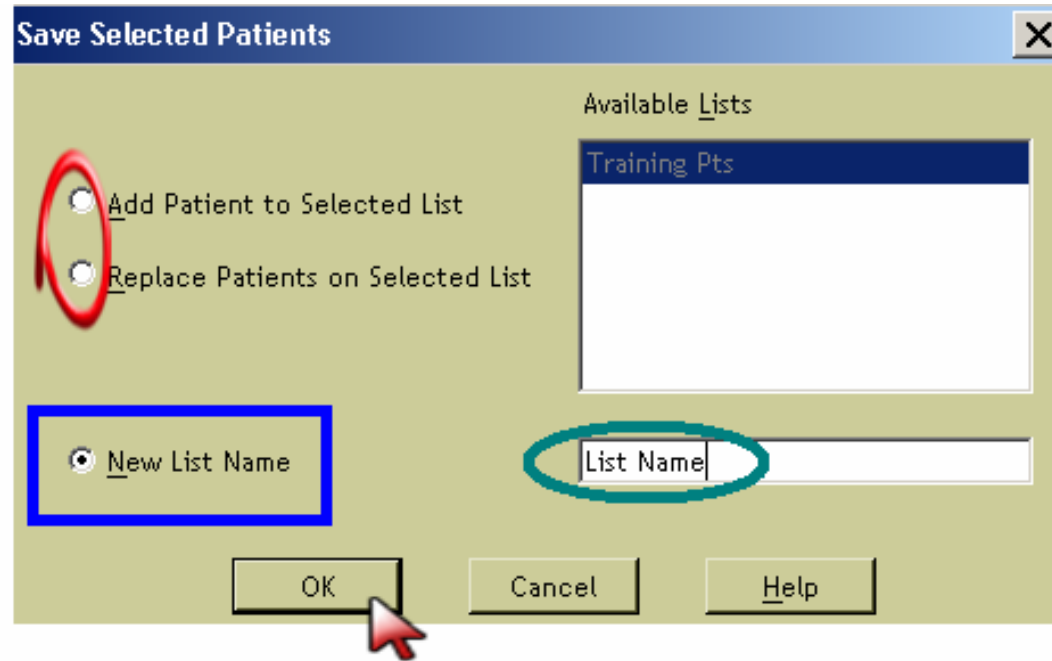 Save Selected Patients
Available Lists
Training Pts
Add Patient to Selected List
Replace Patients on Selected List
New List Name
List Name
OK
Cancel
Help